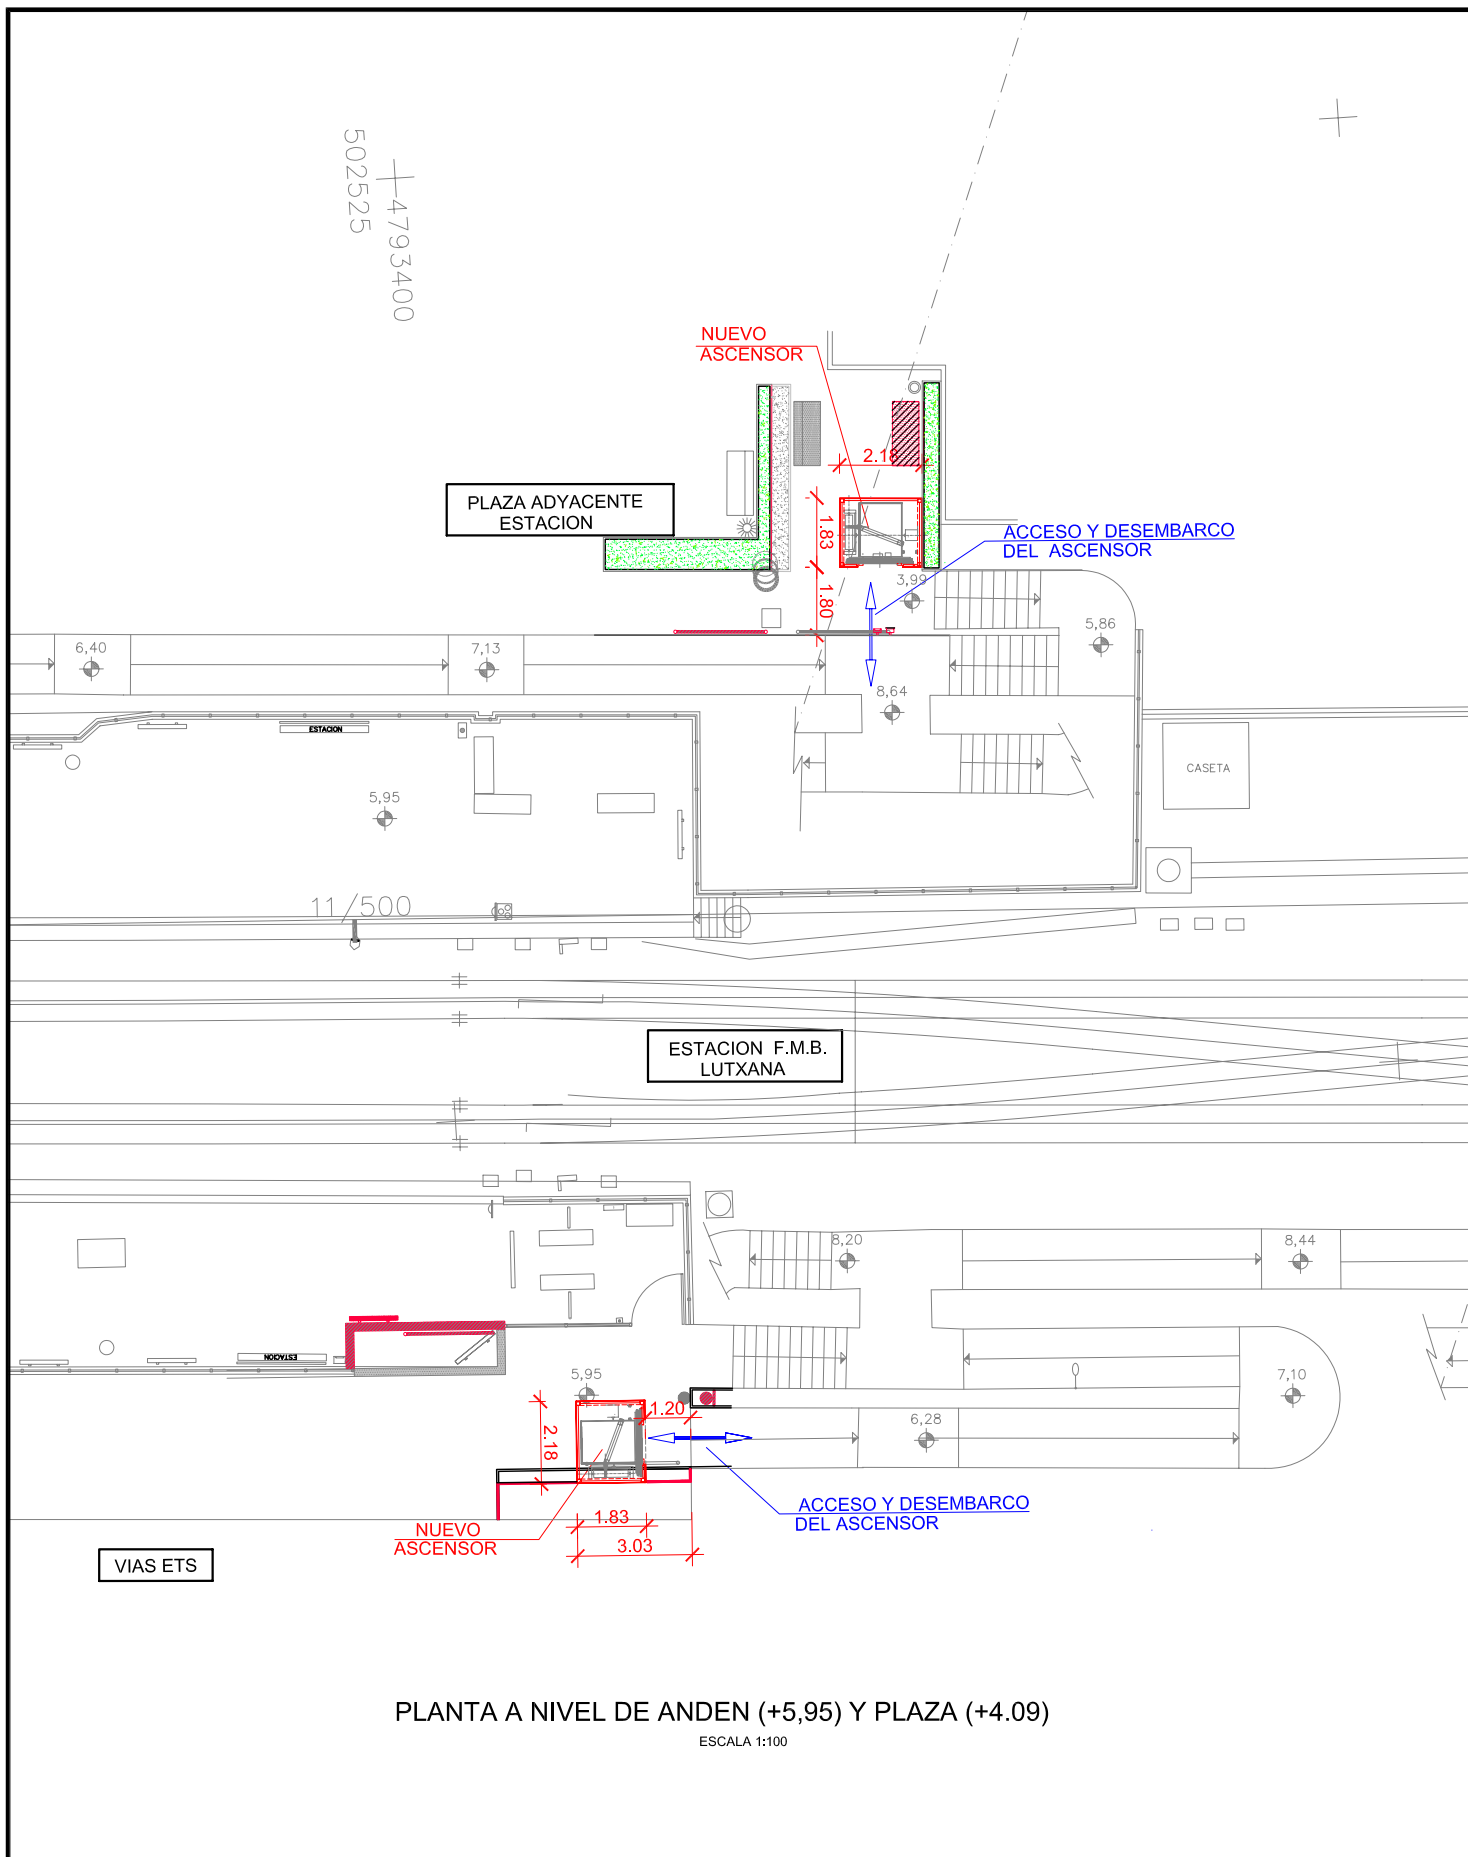 502525
4793400
NUEVO
ASCENSOR
2.18
PLAZA ADYACENTE
ESTACION
1.83
ACCESO Y DESEMBARCO
DEL ASCENSOR
3,99
1.80
5,86
6,40
7,13
8,64
ESTACION
CASETA
5,95
11/500
ESTACION F.M.B.
LUTXANA
8,20
8,44
ESTACION
5,95
7,10
1.20
6,28
2.18
ACCESO Y DESEMBARCO
DEL ASCENSOR
1.83
NUEVO
ASCENSOR
3.03
VIAS ETS
PLANTA A NIVEL DE ANDEN (+5,95) Y PLAZA (+4.09)
ESCALA 1:100